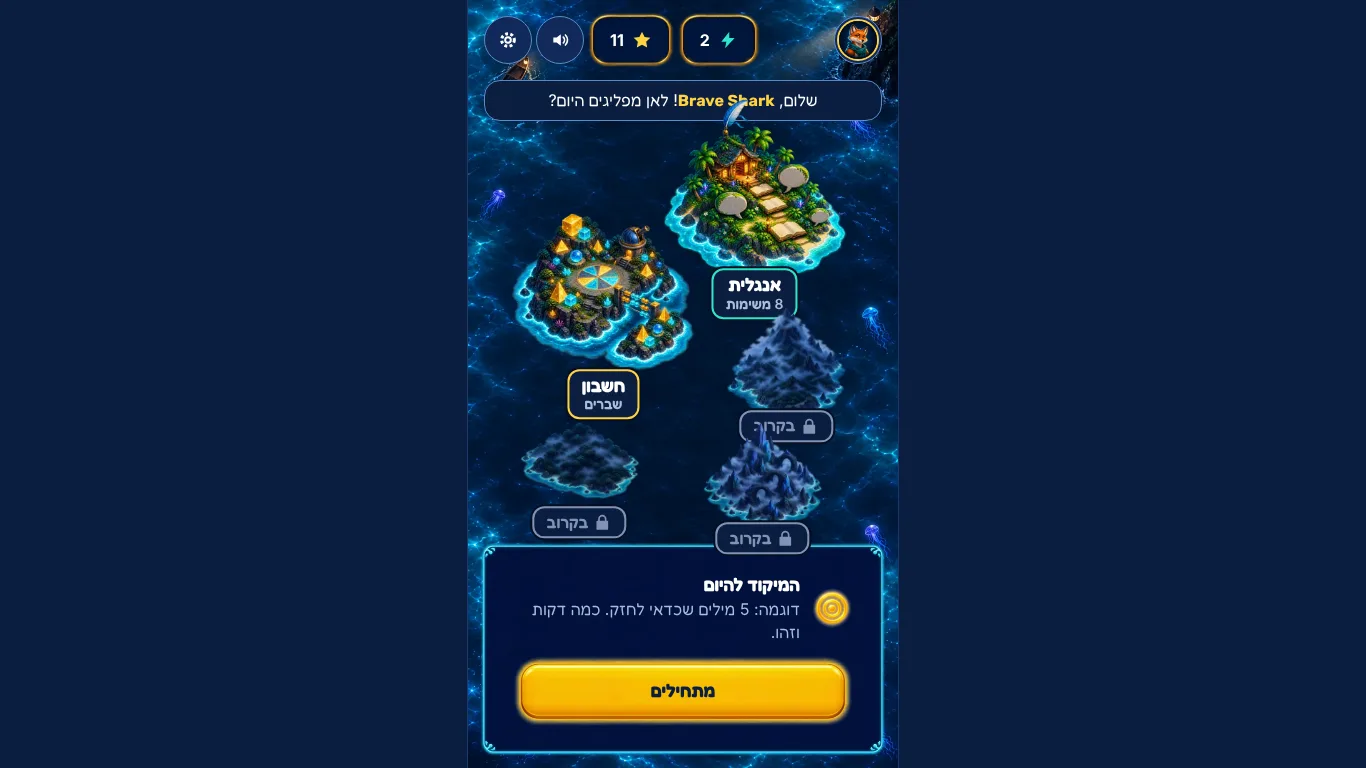 11
2
שלום, Brave Shark! לאן מפליגים היום?
אנגלית
8 משימות
חשבון
שברים
בקרוב
בקרוב
בקרוב
המיקוד להיום
דוגמה: 5 מילים שכדאי לחזק. כמה דקות
וזהו.
מתחילים